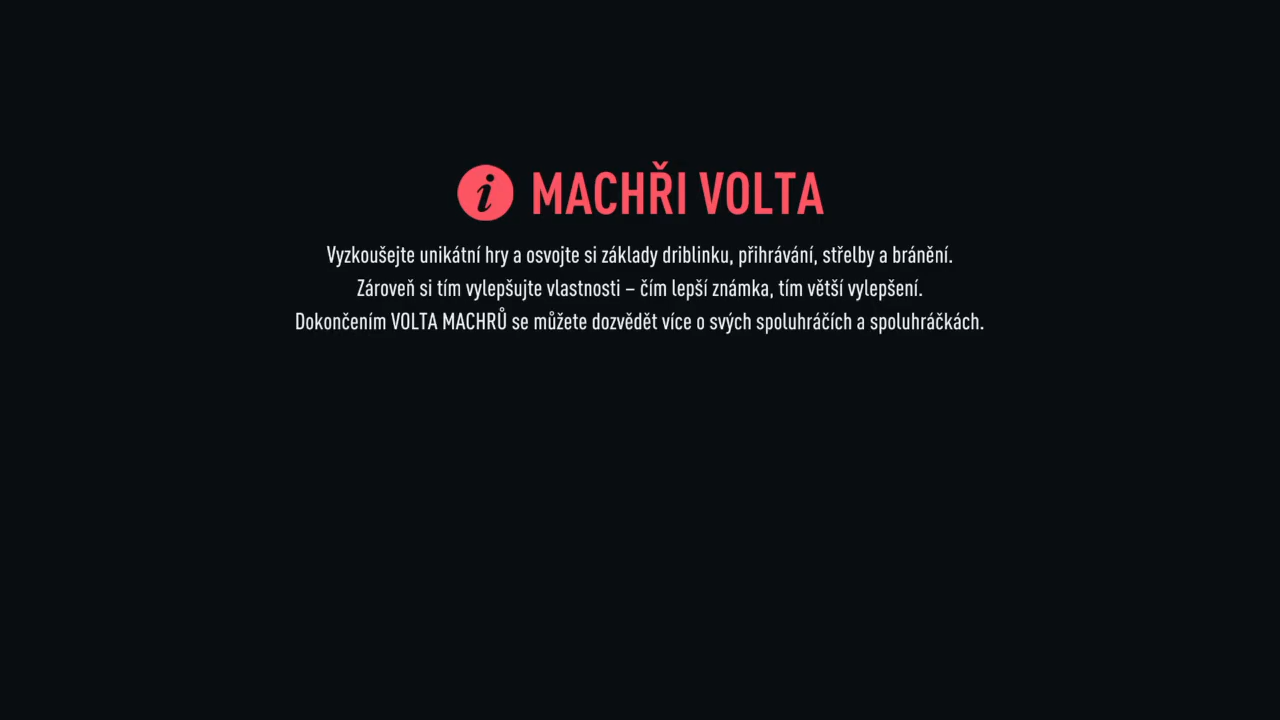 MACHŘI VOLTA
Vyzkoušejte unikátní hry a osvojte si základy driblinku, přihrávání, střelby a bránění.
Zároveň si tím vylepšujte vlastnosti – čím lepší známka, tím větší vylepšení.
Dokončením VOLTA MACHRŮ se můžete dozvědět více o svých spoluhráčích a spoluhráčkách.